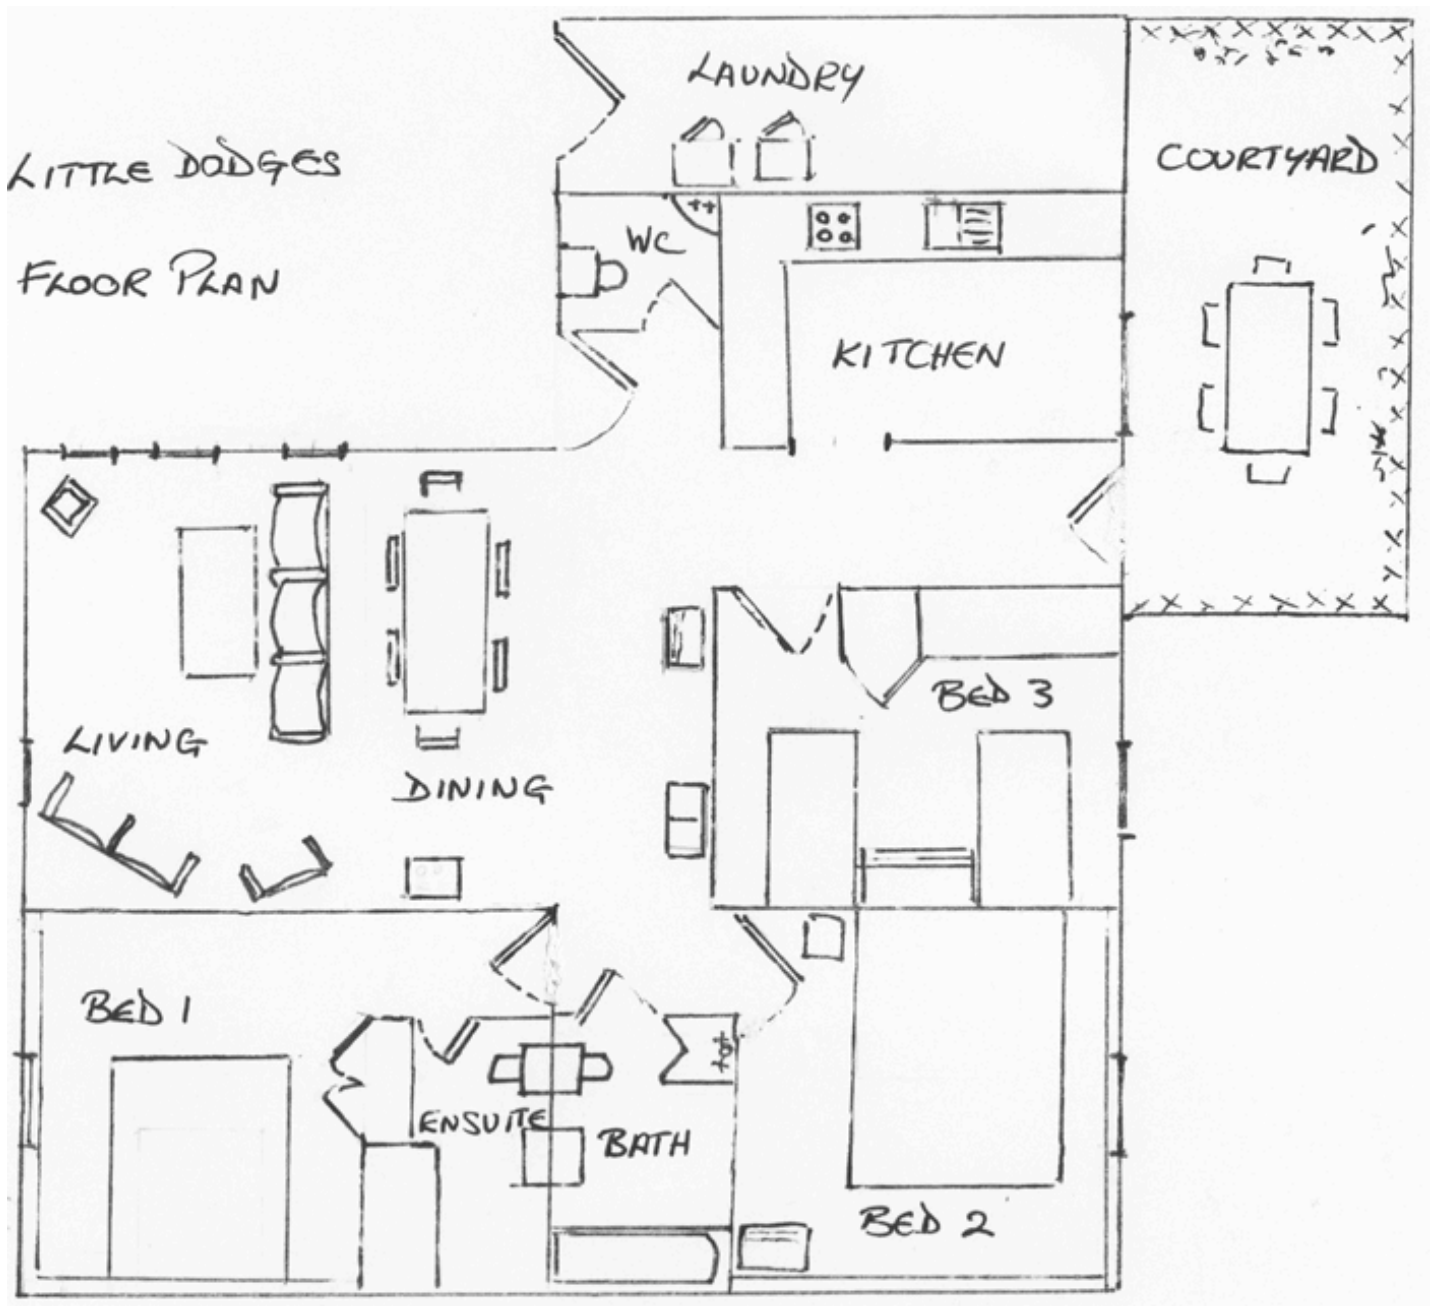 LAUNDRY
LITTLE DODGES
COURTYARD
WC
FLOOR PLAN
KITCHEN
BED 3
LIVING
DINING
BED 1
ENSUITE
BATH
BED 2